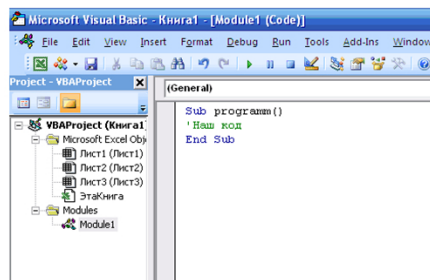 Microsoft Visual Basic - Книга1 - [Module1 (Code)]
File Edit View Insert Format Debug Run Tools Add-Ins Window
Project - VBAProject
(General)
VBAProject (Книга1
Microsoft Excel Obj
Лист1 (Лист1)
Лист2 (Лист2)
Лист3 (Лист3)
ЭтаКнига
Modules
Module1
Sub programm()
'Наш код
End Sub